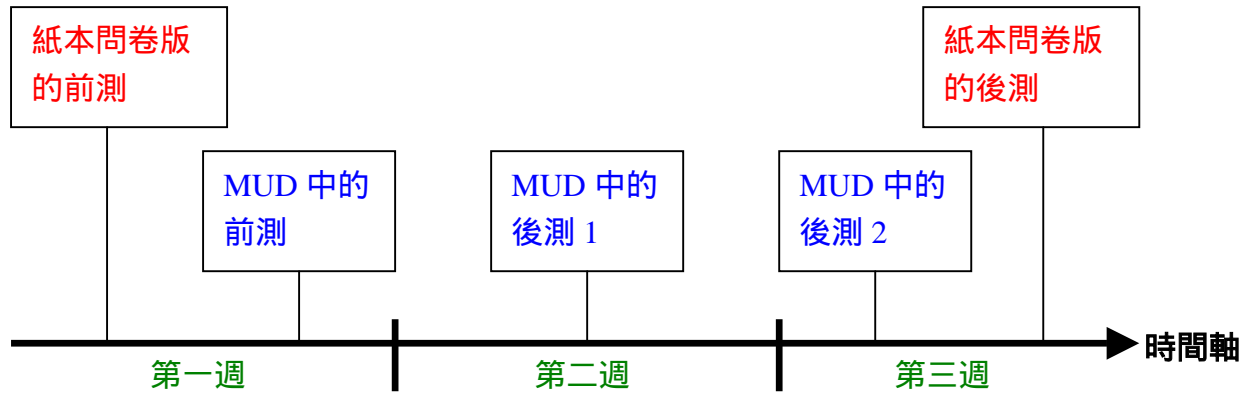 紙本問卷版
的前測
紙本問卷版
的後測
MUD 中的
前測
MUD 中的
後測 1
MUD 中的
後測 2
時間軸
第一週
第二週
第三週